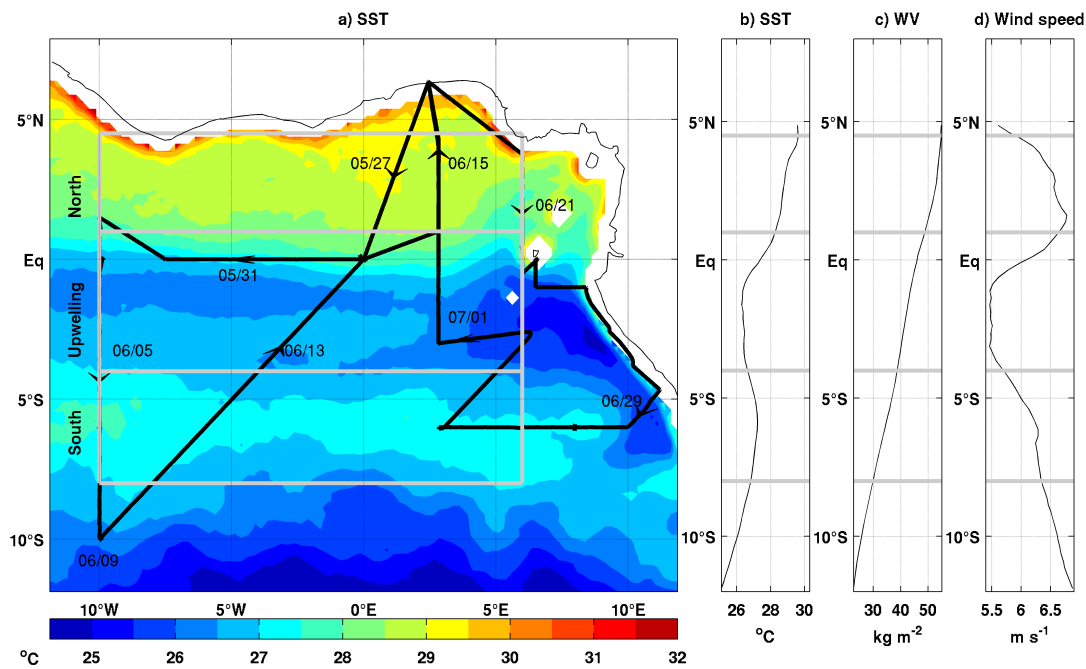 a) SST
b) SST
c) WV
d) Wind speed
5°N
Eq
5°S
10°S
North
Upwelling
South
05/27
06/15
06/21
05/31
07/01
06/05
06/13
06/29
06/09
10°W
5°W
0°E
5°E
10°E
°C
25
26
27
28
29
30
31
32
5°N
Eq
5°S
10°S
26
28
30
°C
5°N
Eq
5°S
10°S
30
40
50
kg m-2
5°N
Eq
5°S
10°S
5.5
6
6.5
m s-1